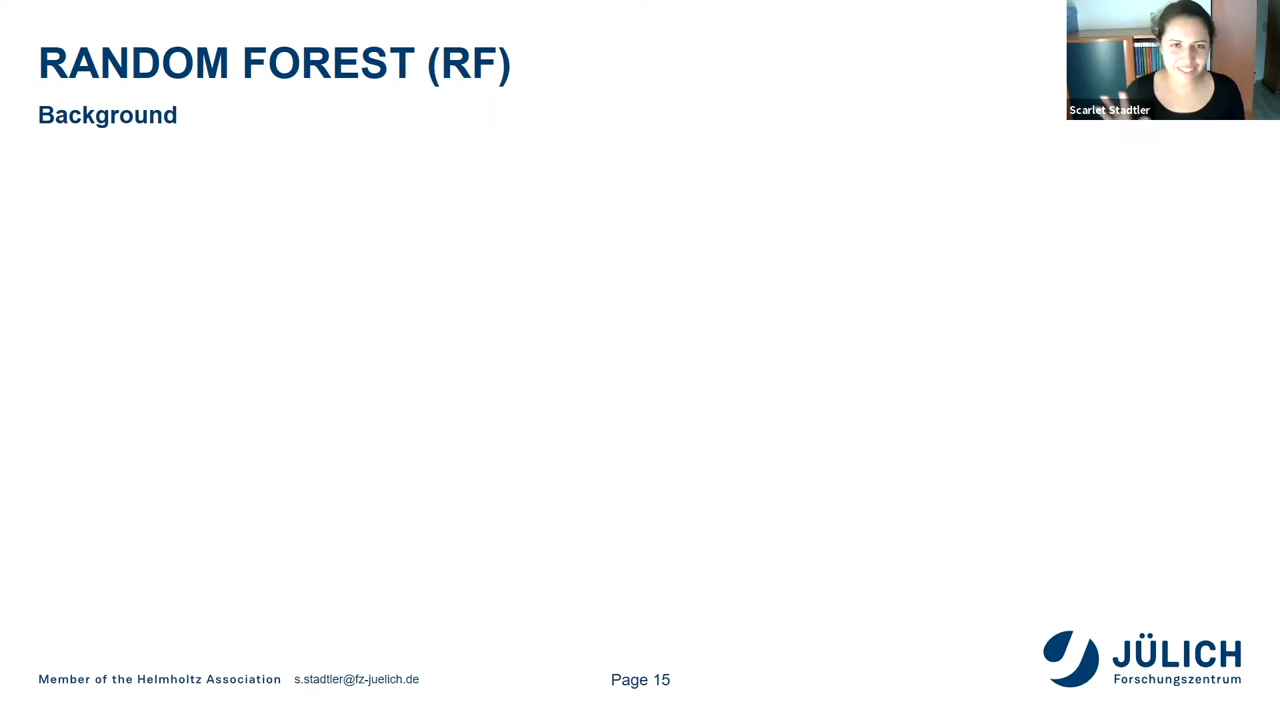 RANDOM FOREST (RF)
Background
Scarlet Stadtler
Member of the Helmholtz Association s.stadtler@fz-juelich.de Page 15
JÜLICH
Forschungszentrum